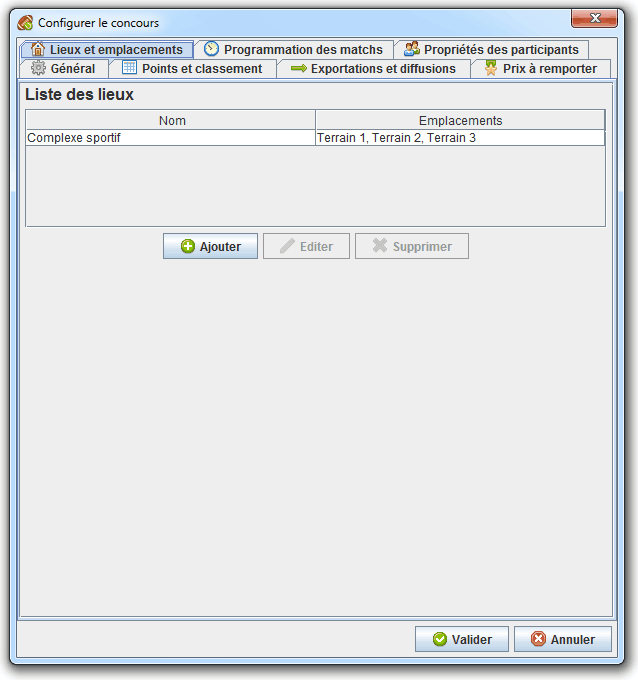 Configurer le concours
Lieux et emplacements Programmation des matchs Propriétés des participants
Général Points et classement Exportations et diffusions Prix à remporter
Liste des lieux
Nom Emplacements
Complexe sportif Terrain 1, Terrain 2, Terrain 3
Ajouter Editer Supprimer
Valider Annuler